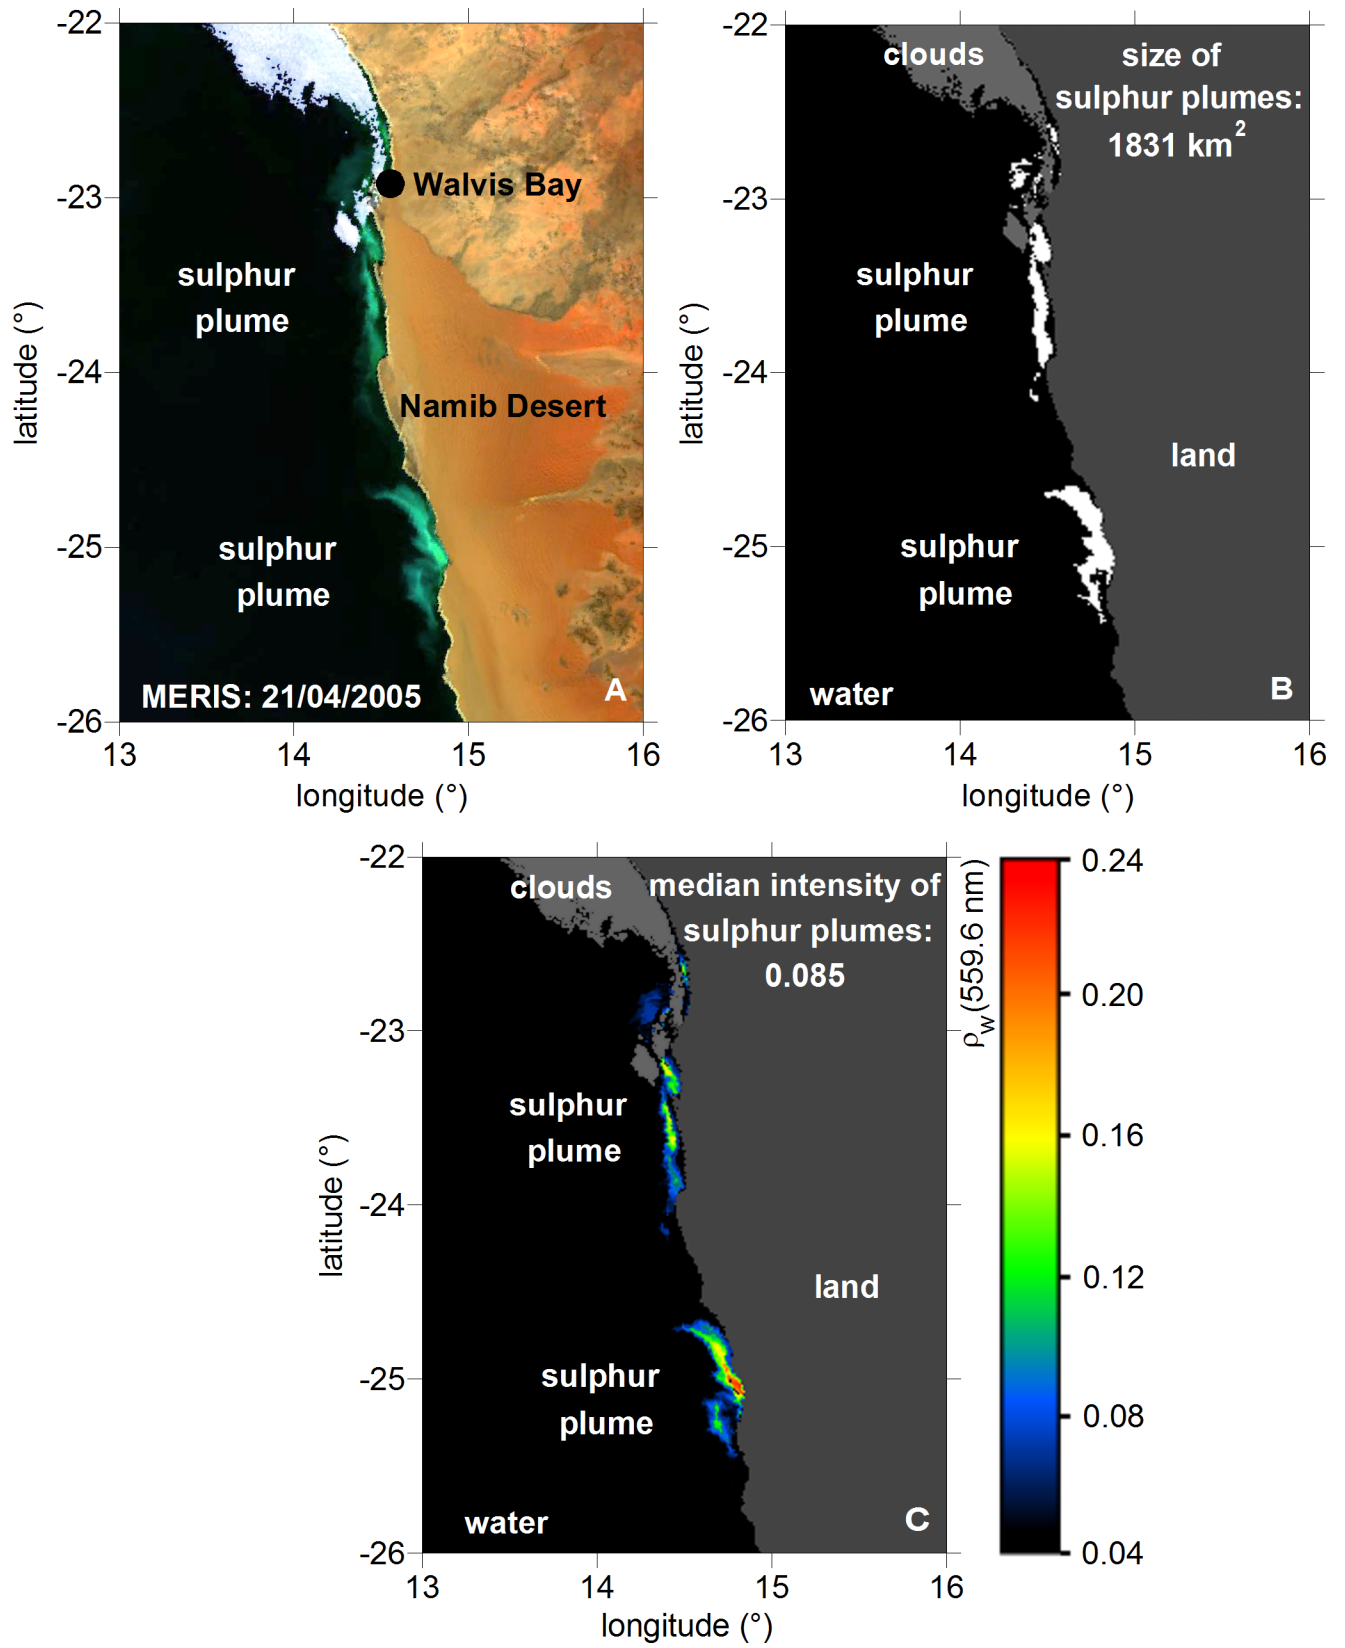 -22
-23
-24
-25
-26
latitude (°)
Walvis Bay
sulphur
plume
Namib Desert
sulphur
plume
MERIS: 21/04/2005
A
13 14 15 16
longitude (°)
-22
-23
-24
-25
-26
latitude (°)
clouds
size of
sulphur plumes:
1831 km²
sulphur
plume
land
sulphur
plume
water
B
13 14 15 16
longitude (°)
-22
-23
-24
-25
-26
latitude (°)
clouds
median intensity of
sulphur plumes:
0.085
sulphur
plume
land
sulphur
plume
water
C
13 14 15 16
longitude (°)
ρw(559.6 nm)
0.24
0.20
0.16
0.12
0.08
0.04